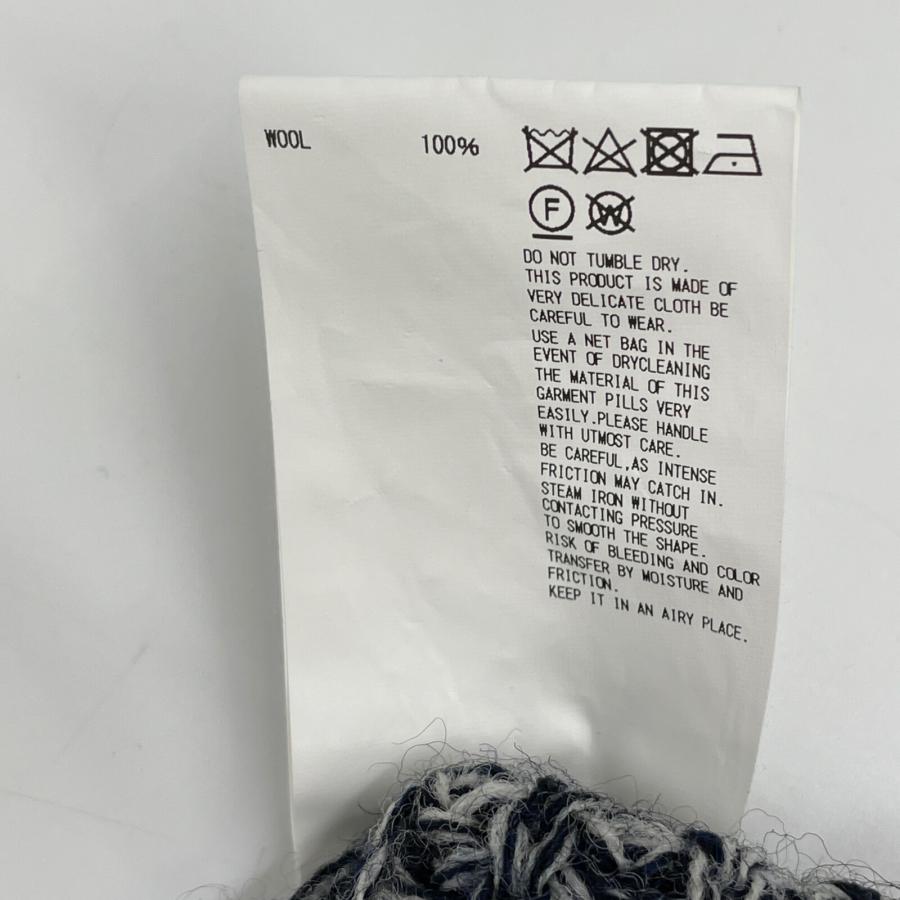 WOOL 100%
F W
DO NOT TUMBLE DRY.
THIS PRODUCT IS MADE OF
VERY DELICATE CLOTH BE
CAREFUL TO WEAR.
USE A NET BAG IN THE
EVENT OF DRYCLEANING
THE MATERIAL OF THIS
GARMENT PILLS VERY
EASILY.PLEASE HANDLE
WITH UTMOST CARE.
BE CAREFUL,AS INTENSE
FRICTION MAY CATCH IN.
STEAM IRON WITHOUT
CONTACTING PRESSURE
TO SMOOTH THE SHAPE.
RISK OF BLEEDING AND COLOR
TRANSFER BY MOISTURE AND
FRICTION.
KEEP IT IN AN AIRY PLACE.